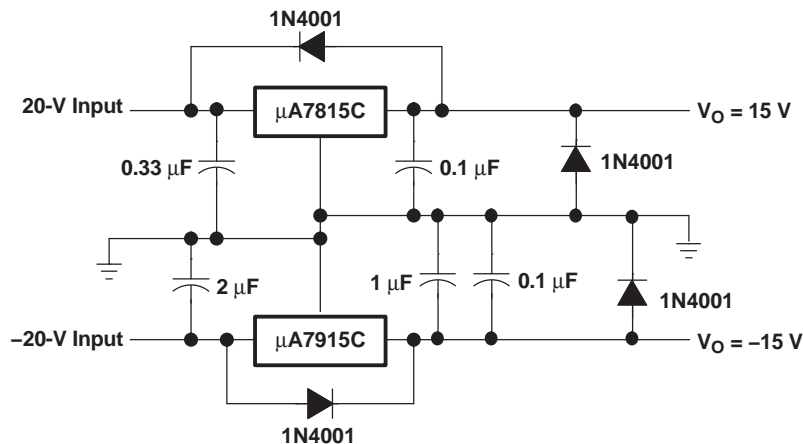 1N4001
20-V Input
μA7815C
V_O = 15 V
0.33 μF
0.1 μF
1N4001
2 μF
1 μF
0.1 μF
1N4001
–20-V Input
μA7915C
V_O = –15 V
1N4001